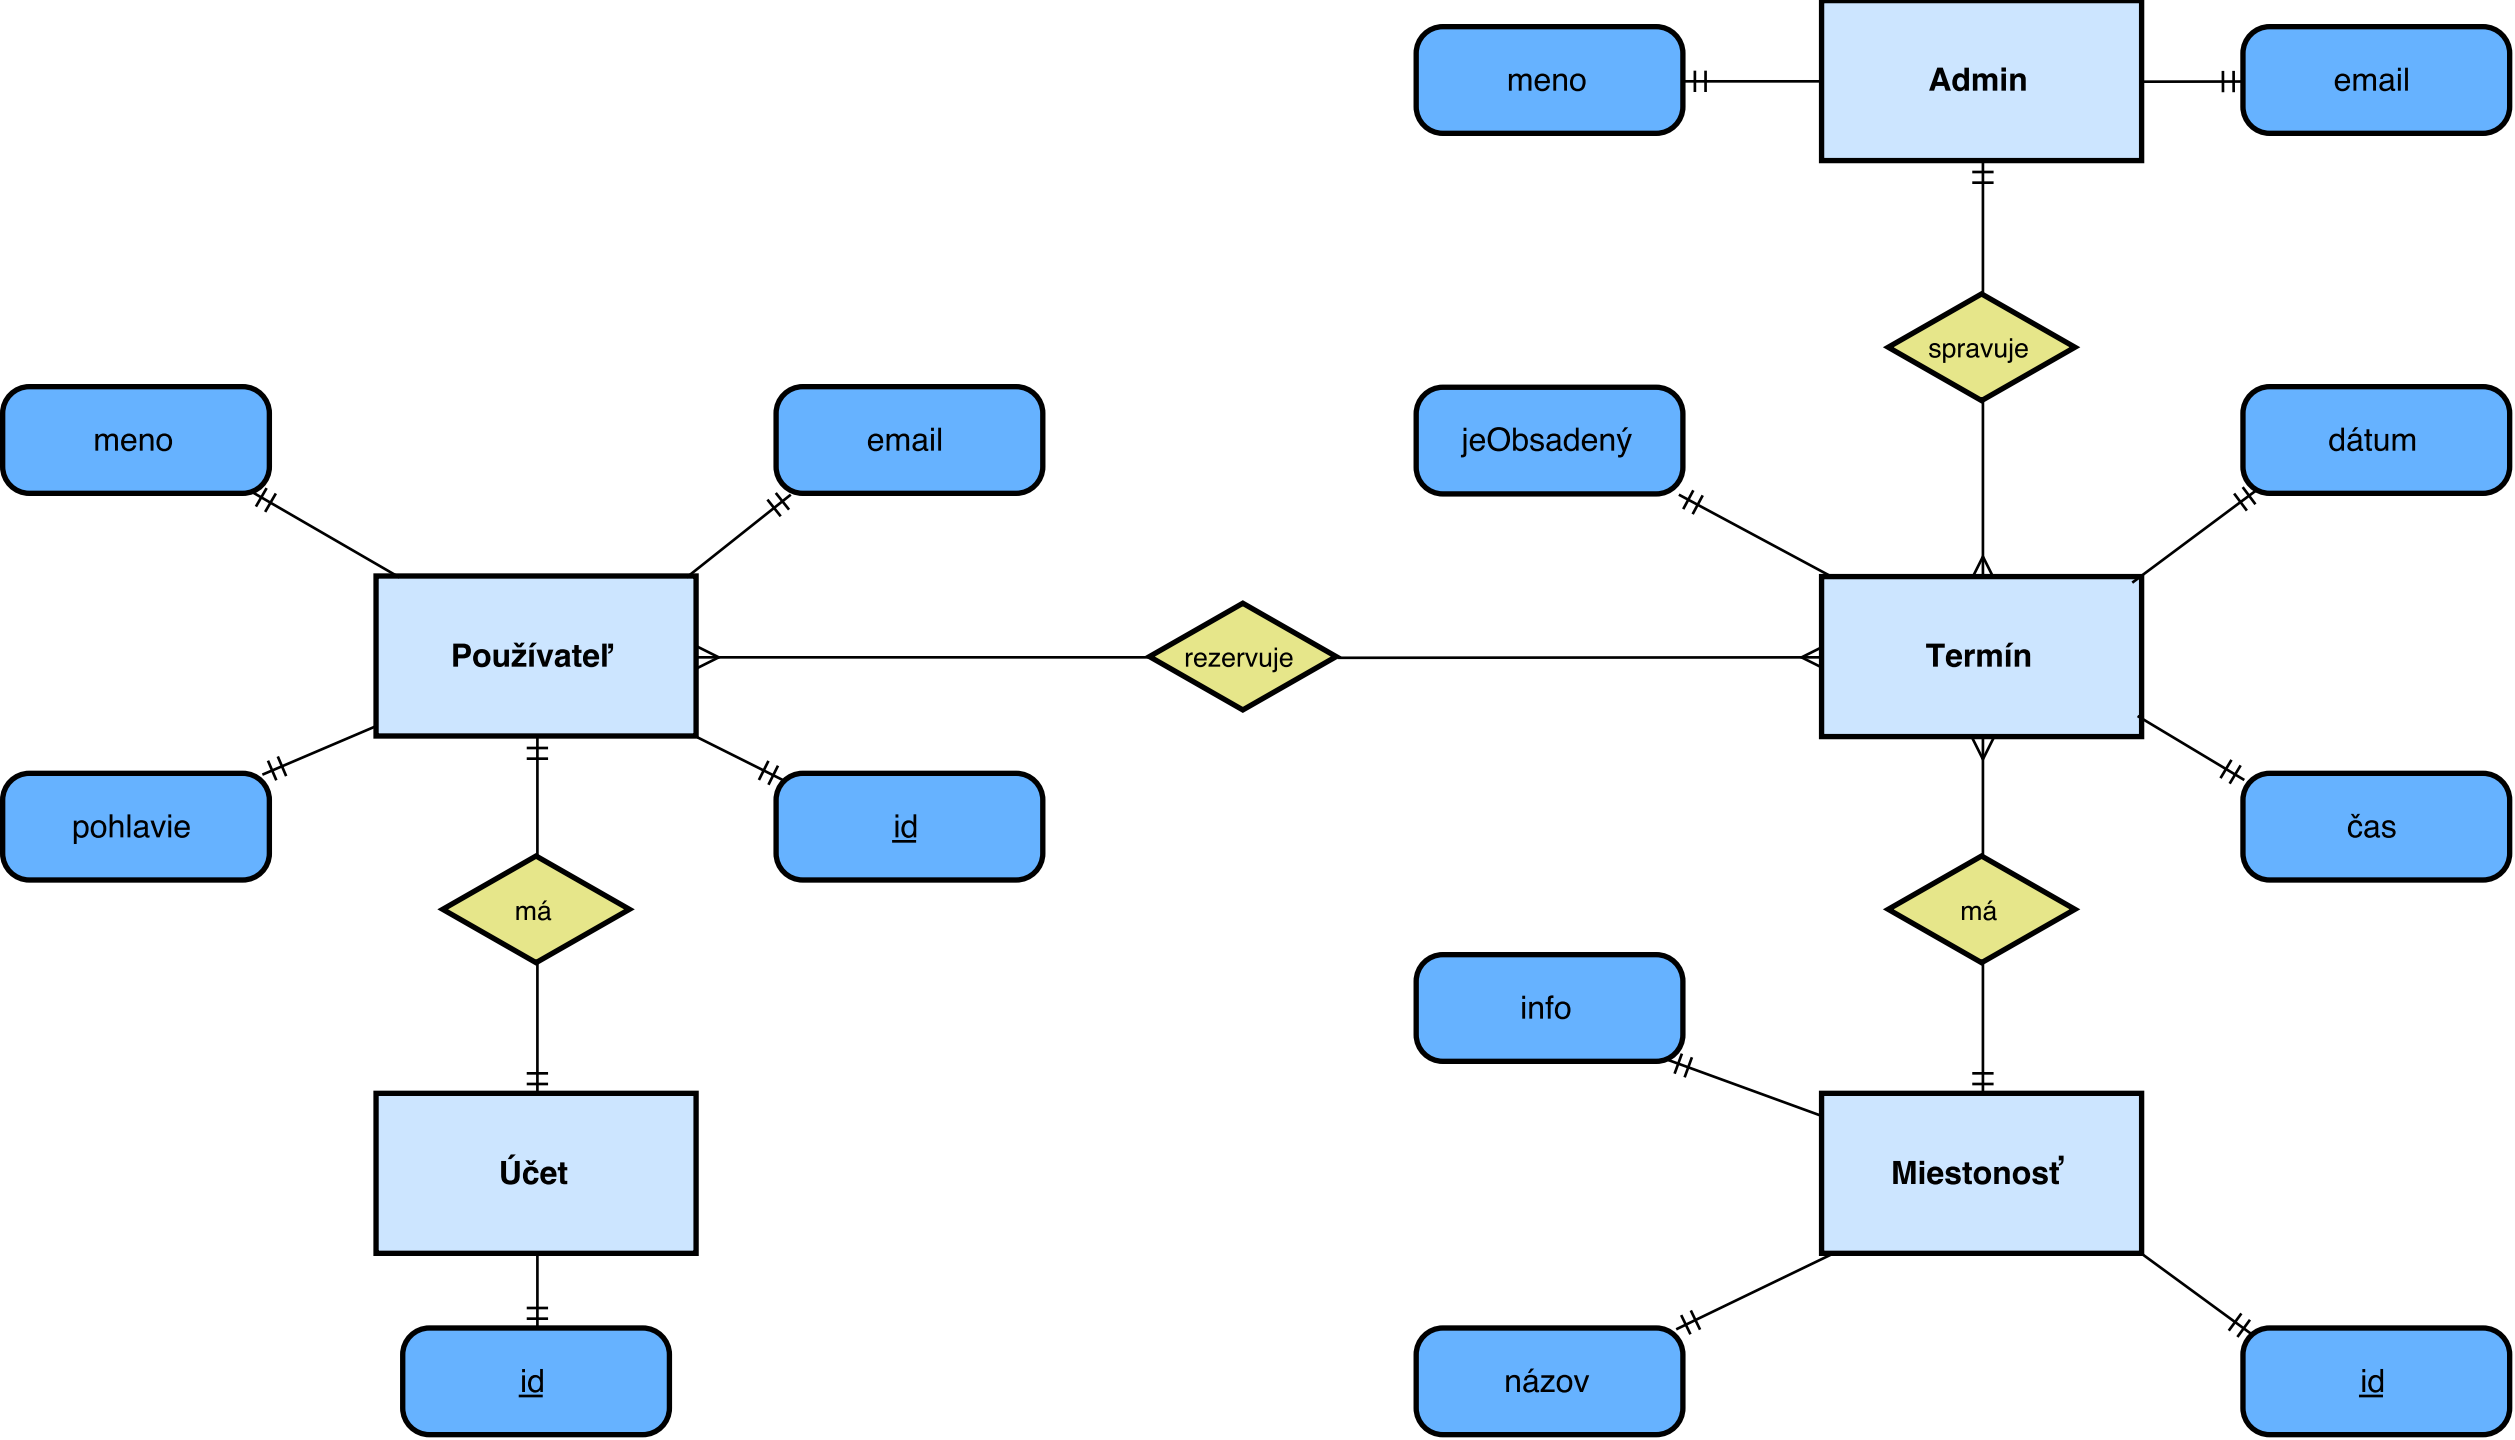 meno
Admin
email
spravuje
meno
email
jeObsadený
dátum
Používateľ
rezervuje
Termín
pohlavie
id
čas
má
má
info
Účet
Miestonosť
id
názov
id